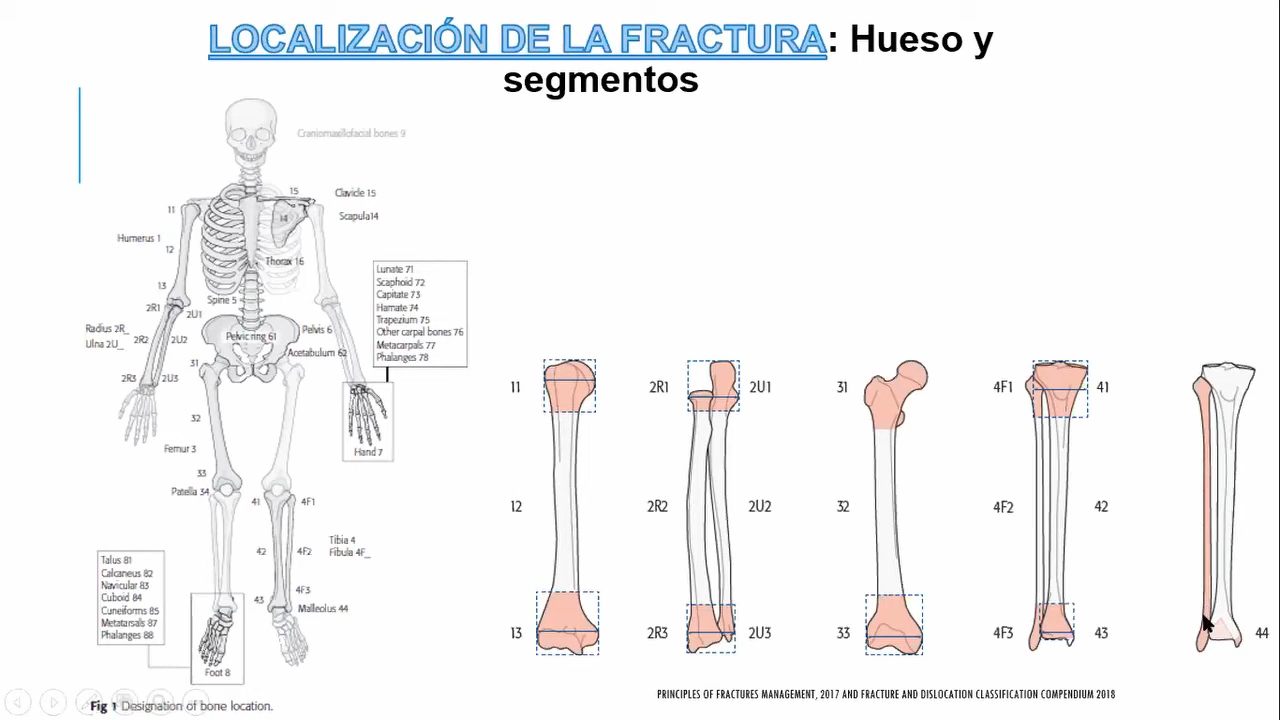 LOCALIZACIÓN DE LA FRACTURA: Hueso y
segmentos
Craniomaxillofacial bones 9
15
Clavicle 15
11
14
Scapula14
Humerus 1
12
Thorax 16
13
Spine 5
2R1
2U1
Radius 2R_
Ulna 2U_
2R2
2U2
Pelvic ring 61
Pelvis 6
Acetabulum 62
31
2R3
2U3
Lunate 71
Scaphoid 72
Capitate 73
Hamate 74
Trapezium 75
Other carpal bones 76
Metacarpals 77
Phalanges 78
Hand 7
32
Femur 3
33
Patella 34
41
4F1
42
4F2
Tibia 4
Fibula 4F_
4F3
43
Malleolus 44
Talus 81
Calcaneus 82
Navicular 83
Cuboid 84
Cuneiforms 85
Metatarsals 87
Phalanges 88
Foot 8
Fig 1 Designation of bone location.
11
2R1
2U1
31
4F1
41
12
2R2
2U2
32
4F2
42
13
2R3
2U3
33
4F3
43
44
PRINCIPLES OF FRACTURES MANAGEMENT, 2017 AND FRACTURE AND DISLOCATION CLASSIFICATION COMPENDIUM 2018